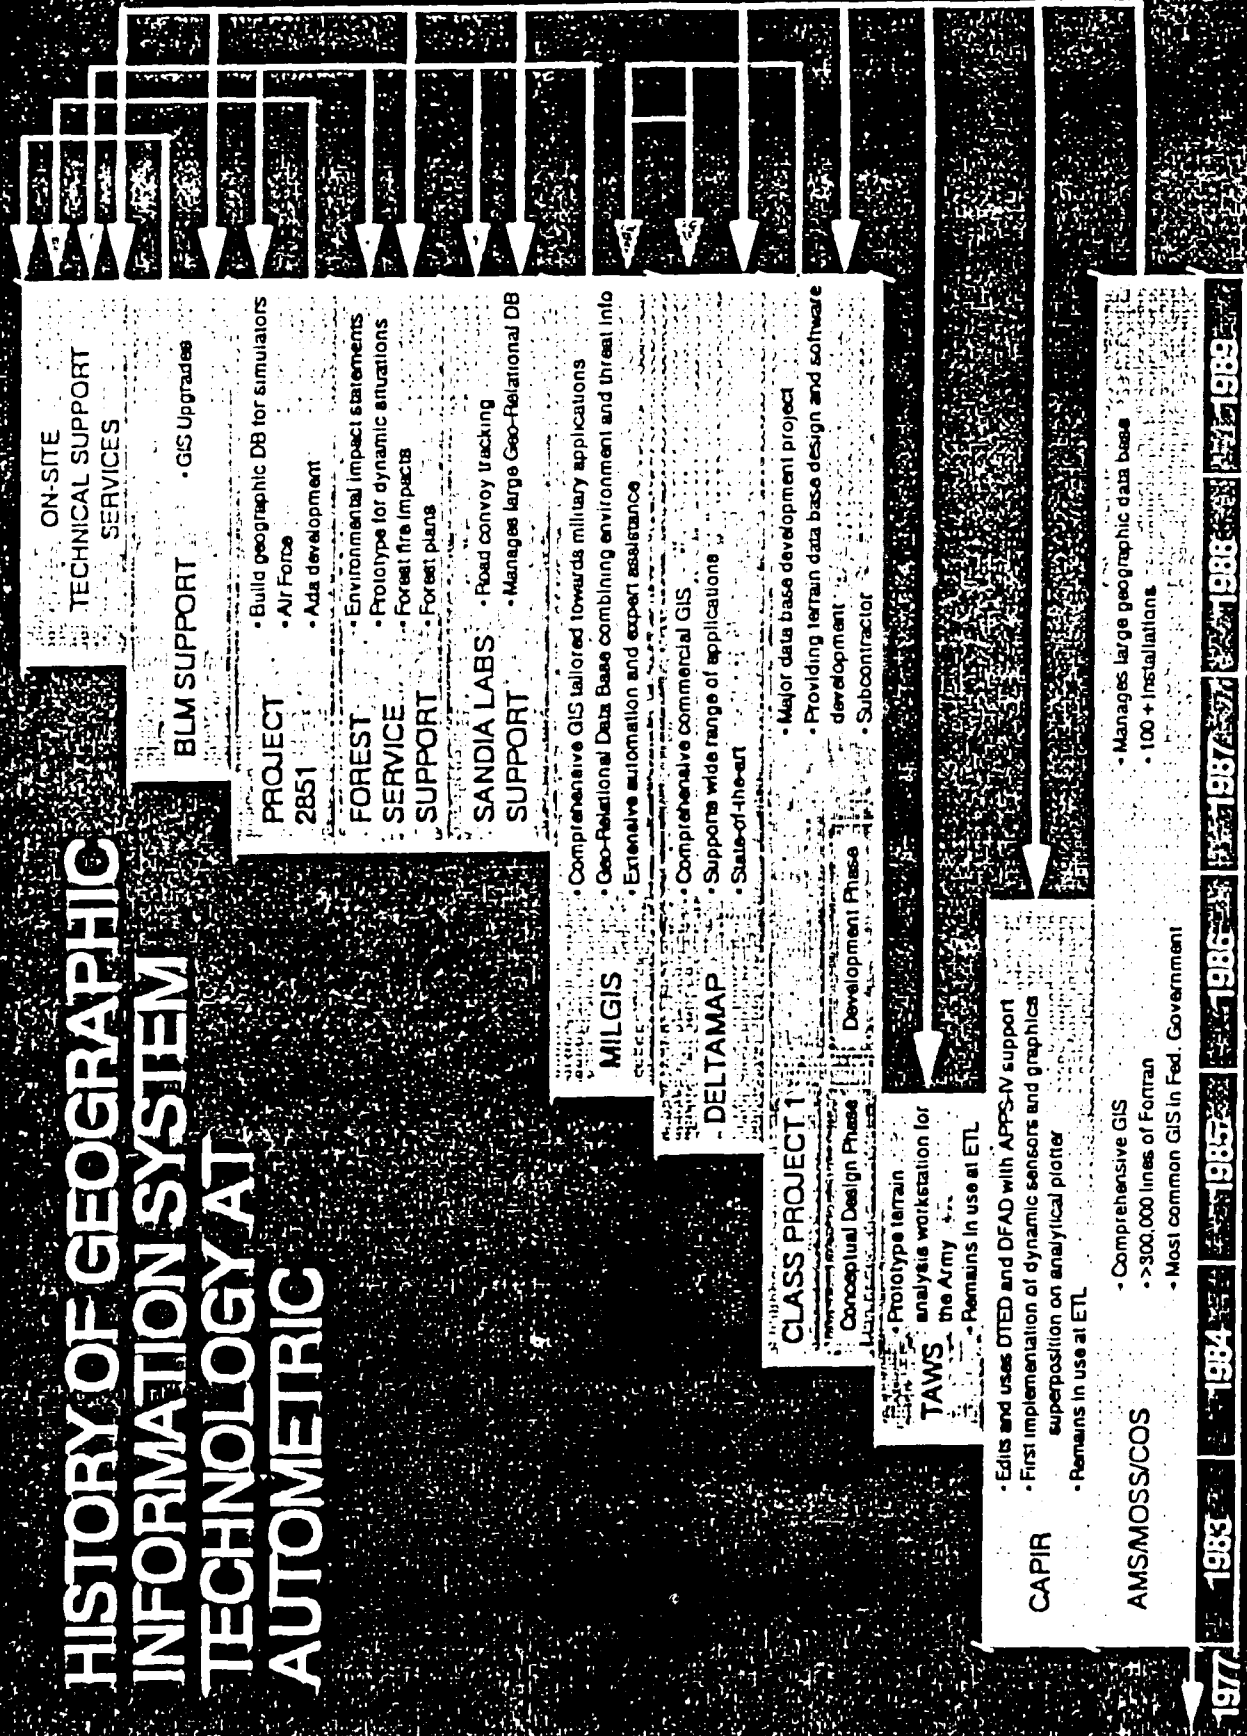 HISTORY OF GEOGRAPHIC
INFORMATION SYSTEM
TECHNOLOGY AT
AUTOMETRIC
ON-SITE
TECHNICAL SUPPORT
SERVICES
BLM SUPPORT
• GIS Upgrades
PROJECT
2851
• Build geographic DB for simulators
• Air Force
• Ada development
FOREST
SERVICE
SUPPORT
• Environmental impact statements
• Prototype for dynamic situations
• Forest fire impacts
• Forest plans
SANDIA LABS
SUPPORT
• Road convoy tracking
• Manages large Geo-Relational DB
MILGIS
• Comprehensive GIS tailored towards military applications
• Geo-Relational Data Base combining environment and threat info
• Extensive automation and expert assistance
DELTAMAP
• Comprehensive commercial GIS
• Supports wide range of applications
• State-of-the-art
CLASS PROJECT 1
Conceptual Design Phase
Development Phase
• Major data base development project
• Providing terrain data base design and software
development
• Subcontractor
TAWS
• Prototype terrain
analysis workstation for
the Army
• Remains in use at ETL
CAPIR
• Edits and uses DTED and DFAD with APPS-IV support
• First implementation of dynamic sensors and graphics
superposition on analytical plotter
• Remains in use at ETL
AMS/MOSS/COS
• Comprehensive GIS
• >300,000 lines of Fortran
• Most common GIS in Fed. Government
• Manages large geographic data base
• 100 + Installations
1977 1983 1984 1985 1986 1987 1988 1989